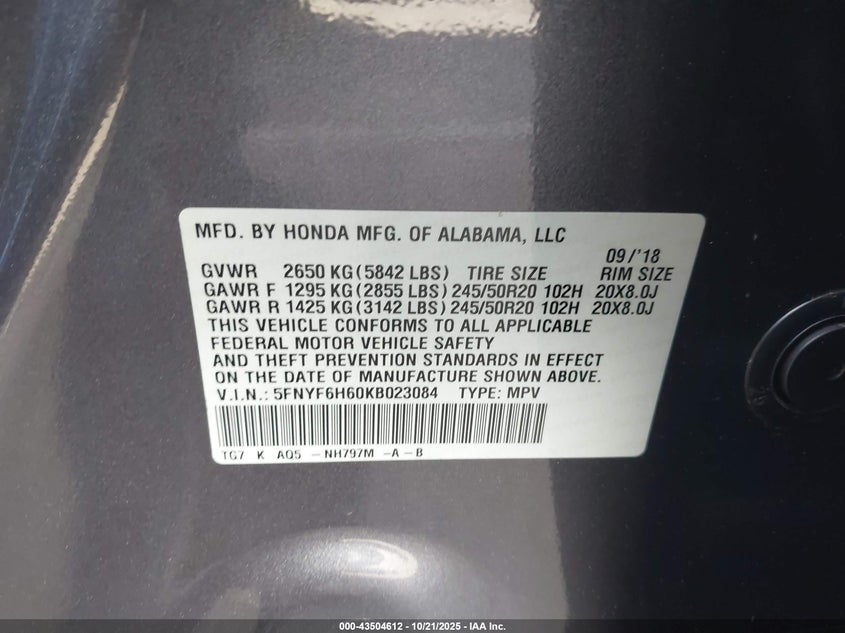 MFD. BY HONDA MFG. OF ALABAMA, LLC
09/'18
GVWR 2650 KG (5842 LBS) TIRE SIZE RIM SIZE
GAWR F 1295 KG (2855 LBS) 245/50R20 102H 20X8.0J
GAWR R 1425 KG (3142 LBS) 245/50R20 102H 20X8.0J
THIS VEHICLE CONFORMS TO ALL APPLICABLE
FEDERAL MOTOR VEHICLE SAFETY
AND THEFT PREVENTION STANDARDS IN EFFECT
ON THE DATE OF MANUFACTURE SHOWN ABOVE.
V.I.N.: 5FNYF6H60KB023084 TYPE: MPV
TG7 K AQ5 -NH797M -A-B
000-43504612 - 10/21/2025 - IAA Inc.